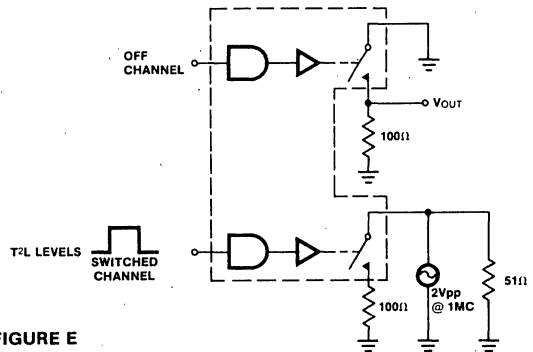 OFF
CHANNEL
VOUT
100Ω
T²L LEVELS
SWITCHED
CHANNEL
100Ω
2Vpp
@ 1MC
51Ω
FIGURE E